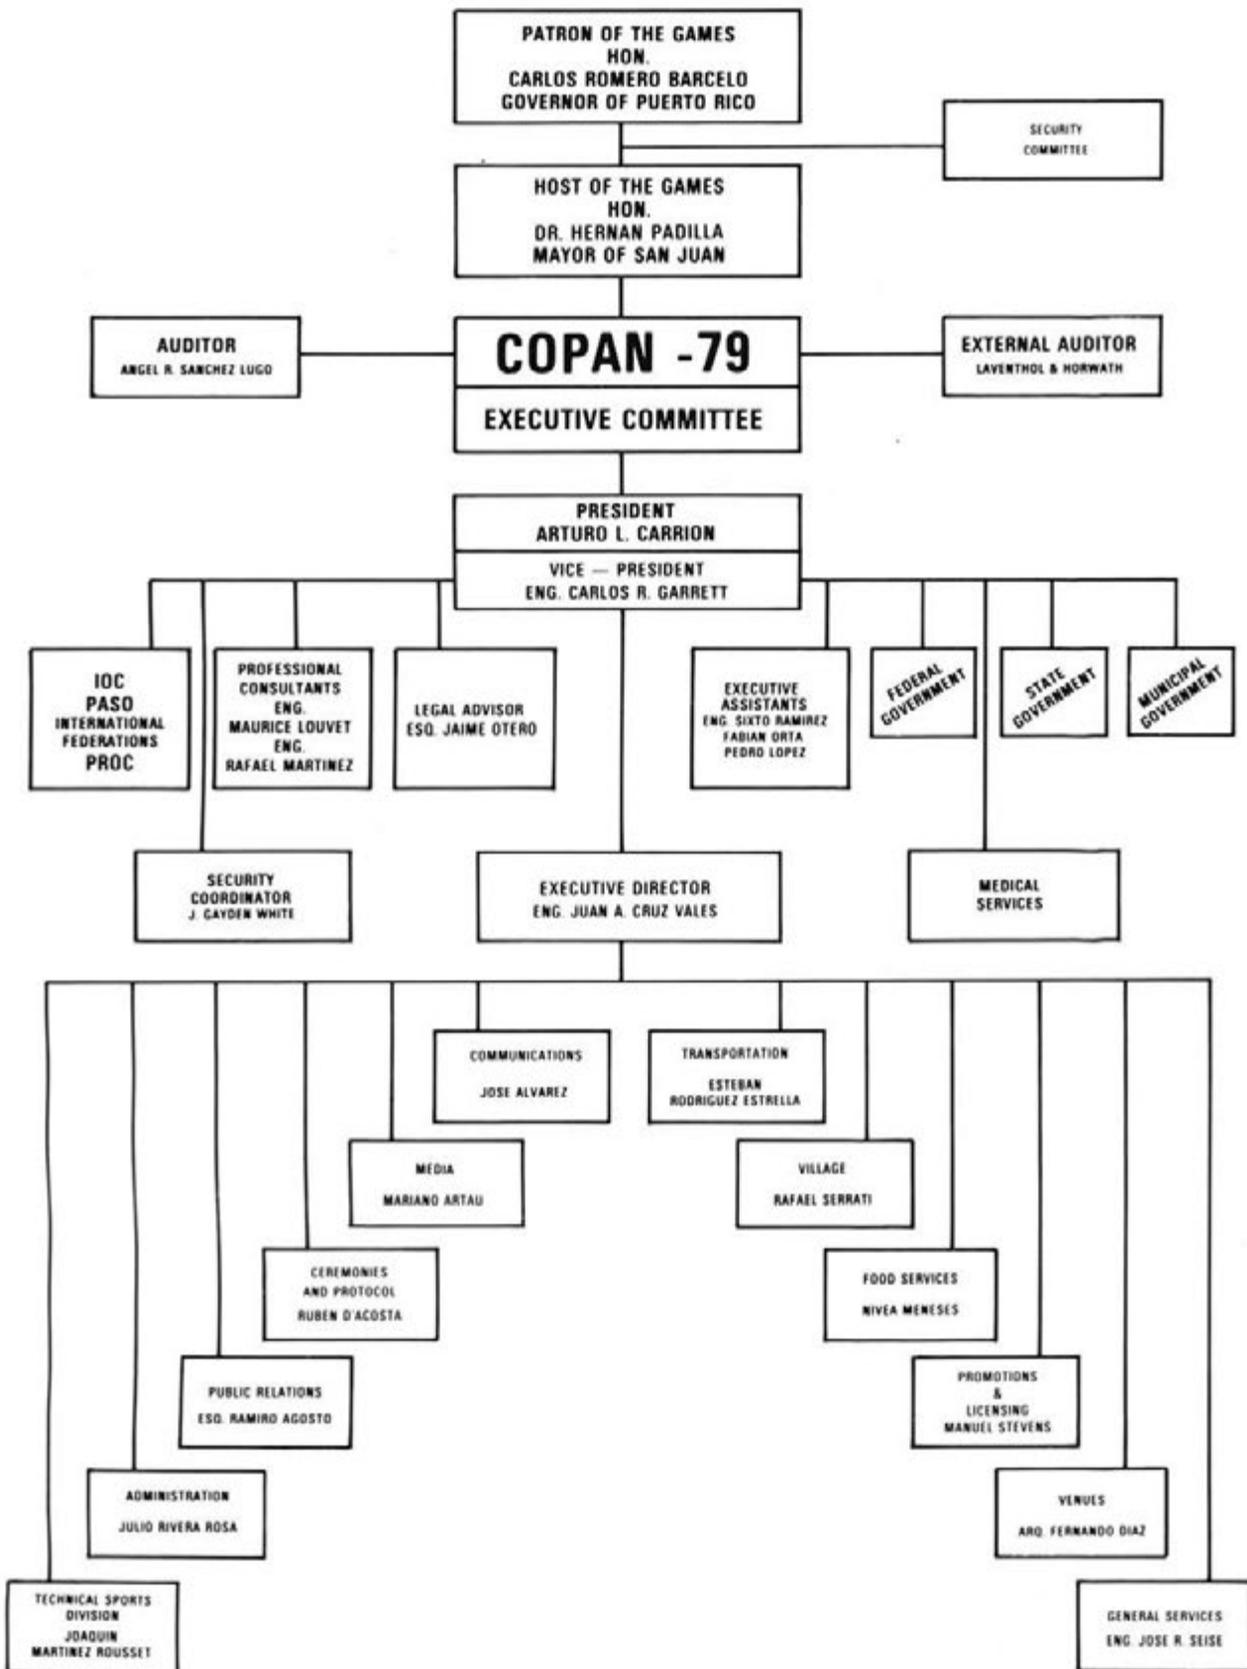 PATRON OF THE GAMES
HON.
CARLOS ROMERO BARCELO
GOVERNOR OF PUERTO RICO
SECURITY
COMMITTEE
HOST OF THE GAMES
HON.
DR. HERNAN PADILLA
MAYOR OF SAN JUAN
AUDITOR
ANGEL R. SANCHEZ LUGO
COPAN -79
EXECUTIVE COMMITTEE
EXTERNAL AUDITOR
LAVENTHOL & HORWATH
PRESIDENT
ARTURO L. CARRION
VICE — PRESIDENT
ENG. CARLOS R. GARRETT
IOC
PASO
INTERNATIONAL
FEDERATIONS
PROC
PROFESSIONAL
CONSULTANTS
ENG.
MAURICE LOUVET
ENG.
RAFAEL MARTINEZ
LEGAL ADVISOR
ESQ. JAIME OTERO
EXECUTIVE
ASSISTANTS
ENG. SIXTO RAMIREZ
FABIAN ORTA
PEDRO LOPEZ
FEDERAL
GOVERNMENT
STATE
GOVERNMENT
MUNICIPAL
GOVERNMENT
SECURITY
COORDINATOR
J. GAYDEN WHITE
EXECUTIVE DIRECTOR
ENG. JUAN A. CRUZ VALES
MEDICAL
SERVICES
COMMUNICATIONS
JOSE ALVAREZ
TRANSPORTATION
ESTEBAN
RODRIGUEZ ESTRELLA
MEDIA
MARIANO ARTAU
VILLAGE
RAFAEL SERRATI
CEREMONIES
AND PROTOCOL
RUBEN D'ACOSTA
FOOD SERVICES
NIVEA MENESES
PUBLIC RELATIONS
ESQ. RAMIRO AGOSTO
PROMOTIONS
&
LICENSING
MANUEL STEVENS
ADMINISTRATION
JULIO RIVERA ROSA
VENUES
ARQ. FERNANDO DIAZ
TECHNICAL SPORTS
DIVISION
JOAQUIN
MARTINEZ ROUSSET
GENERAL SERVICES
ENG. JOSE R. SEISE